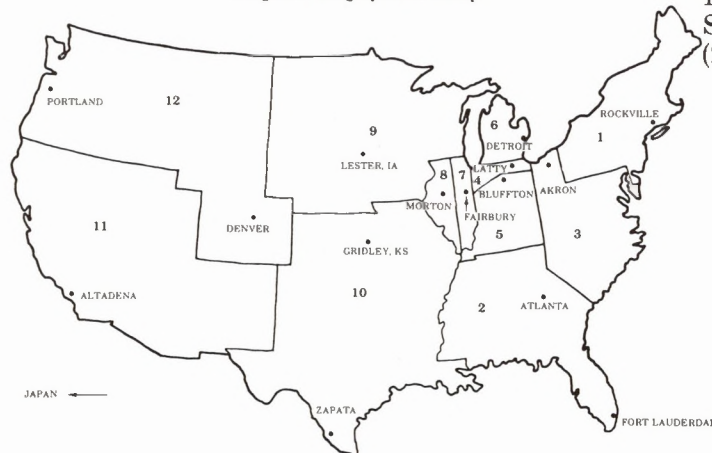 PORTLAND
12
9
LESTER, IA
6
DETROIT
ROCKVILLE
1
LATTY
4
8
7
BLUFFTON
AKRON
MORTON
FAIRBURY
DENVER
GRIDLEY, KS
5
3
11
10
ALTADENA
2
ATLANTA
JAPAN
ZAPATA
FORT LAUDERDA